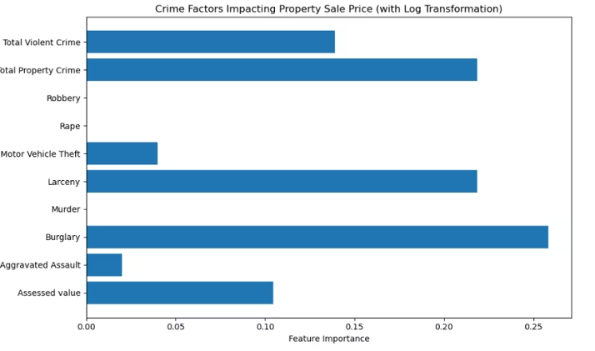 Crime Factors Impacting Property Sale Price (with Log Transformation)
Total Violent Crime
otal Property Crime
Robbery
Rape
Motor Vehicle Theft
Larceny
Murder
Burglary
Aggravated Assault
Assessed value
0.00 0.05 0.10 0.15 0.20 0.25
Feature Importance